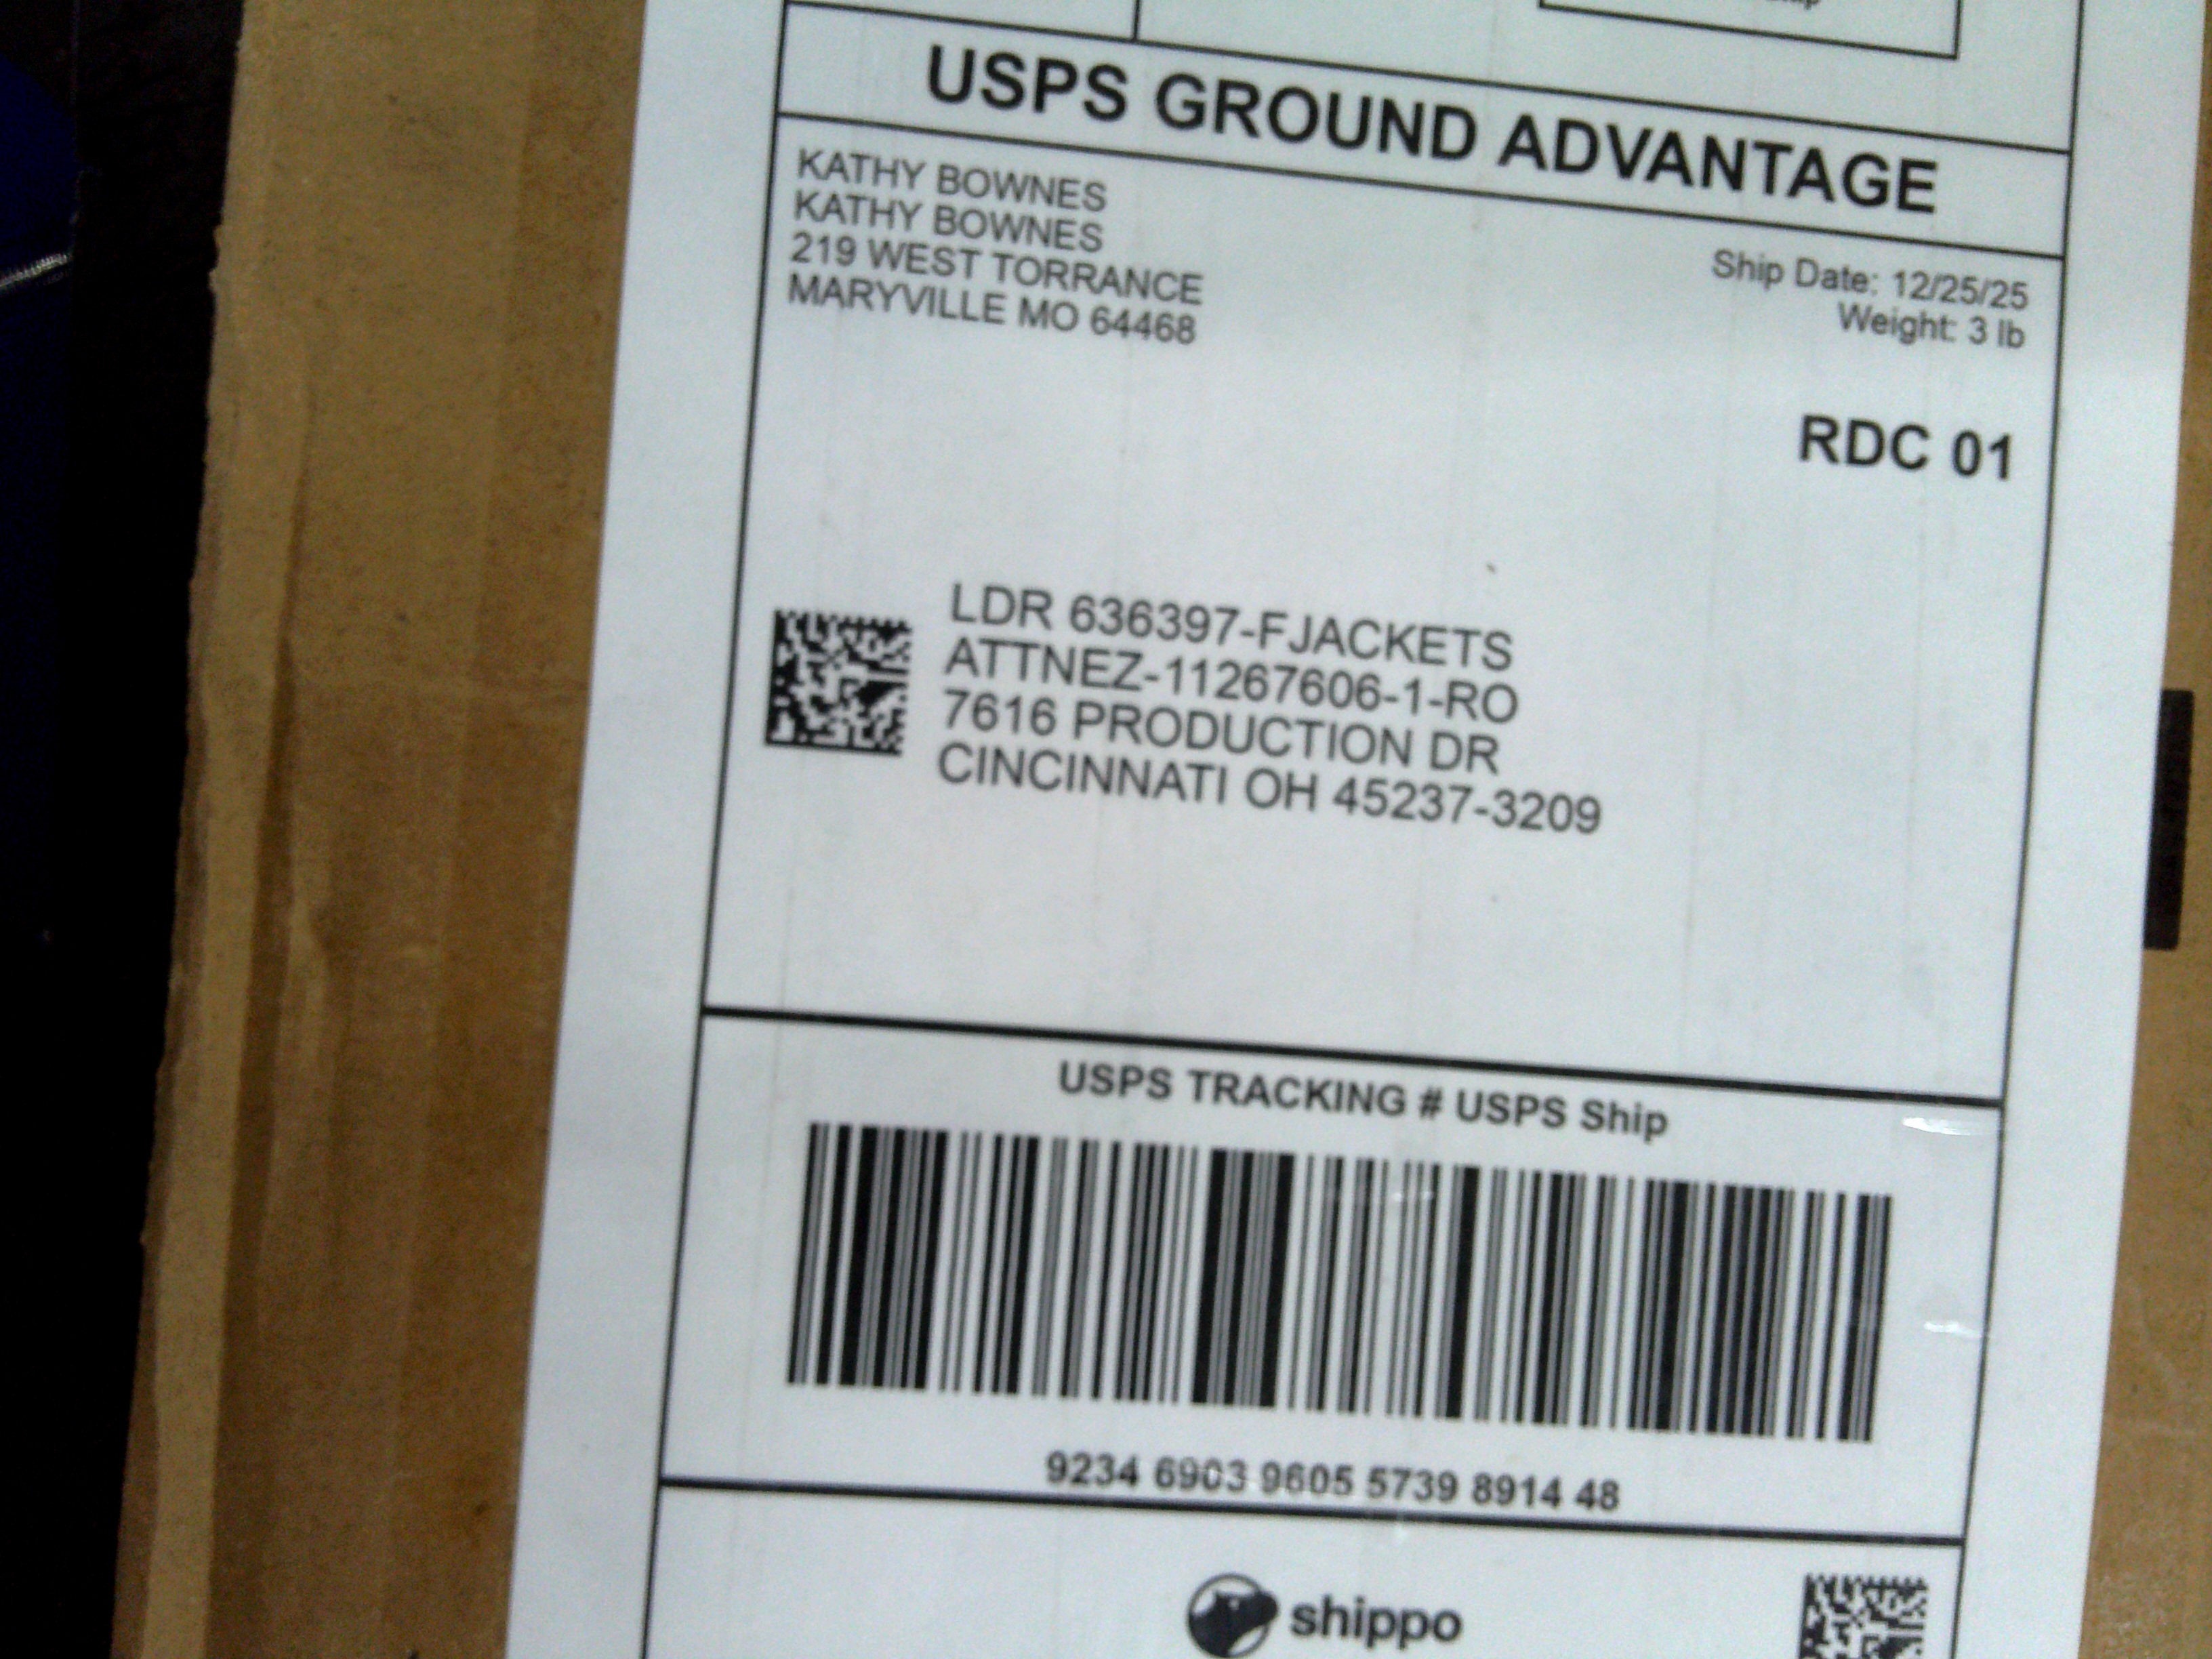 USPS GROUND ADVANTAGE
KATHY BOWNES
KATHY BOWNES
219 WEST TORRANCE
MARYVILLE MO 64468
Ship Date: 12/25/25
Weight: 3 lb
RDC 01
LDR 636397-FJACKETS
ATTNEZ-11267606-1-RO
7616 PRODUCTION DR
CINCINNATI OH 45237-3209
USPS TRACKING # USPS Ship
9234 6903 9605 5739 8914 48
shippo